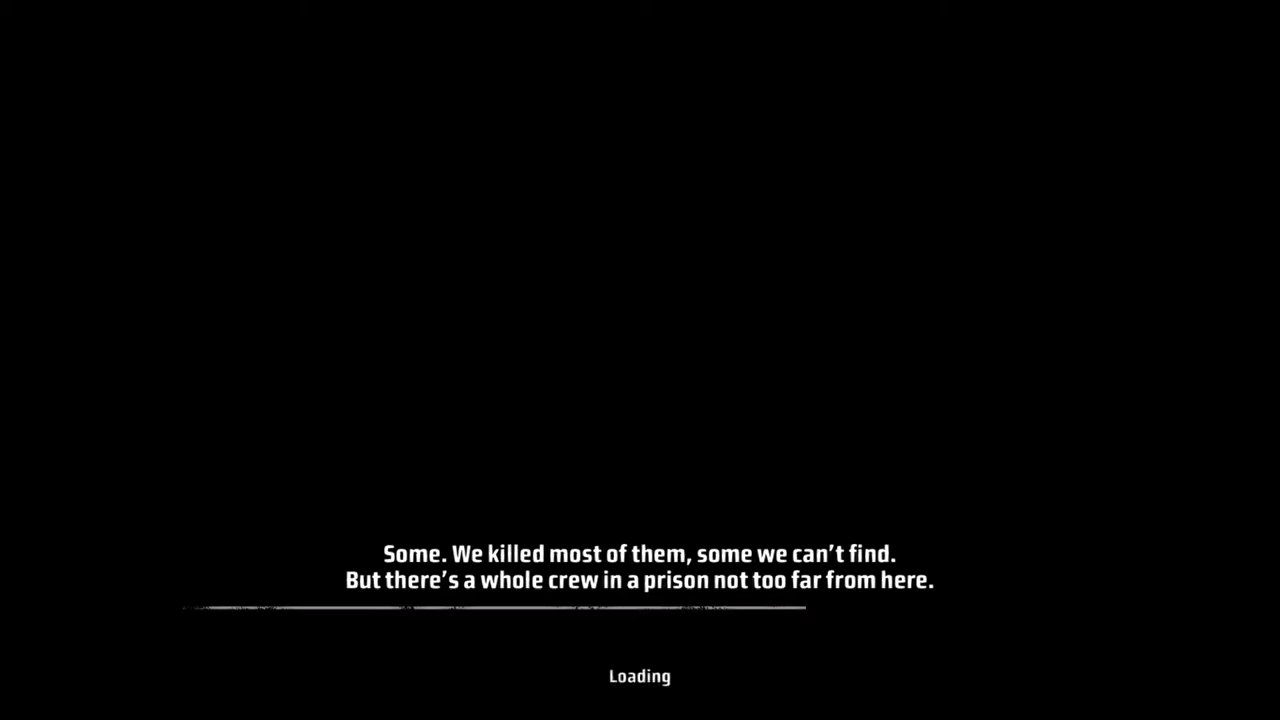 Some. We killed most of them, some we can’t find.
But there’s a whole crew in a prison not too far from here.
Loading